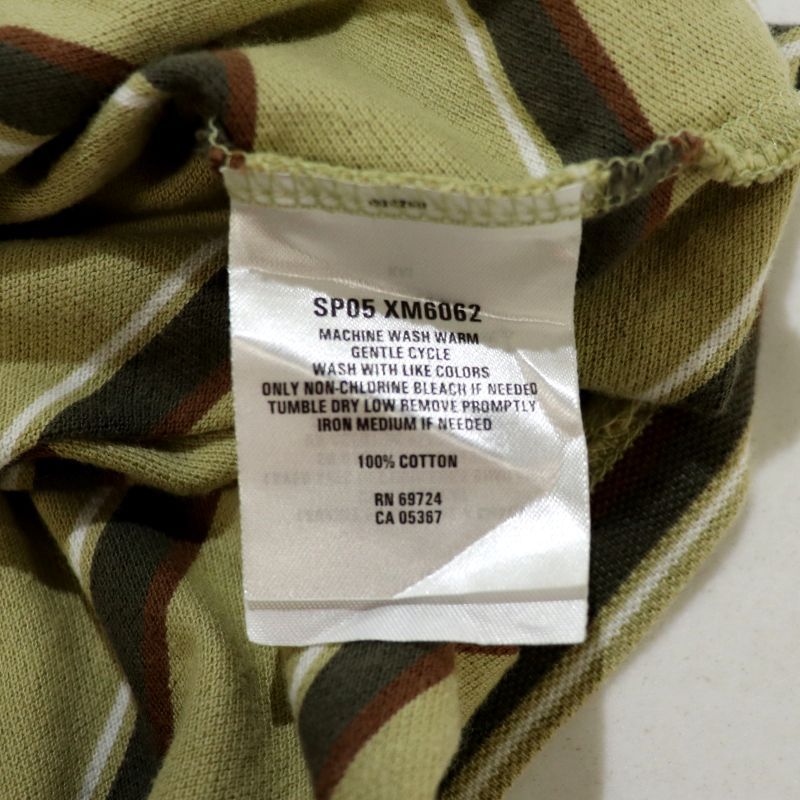 SP05 XM6062
MACHINE WASH WARM
GENTLE CYCLE
WASH WITH LIKE COLORS
ONLY NON-CHLORINE BLEACH IF NEEDED
TUMBLE DRY LOW REMOVE PROMPTLY
IRON MEDIUM IF NEEDED
100% COTTON
RN 69724
CA 05367